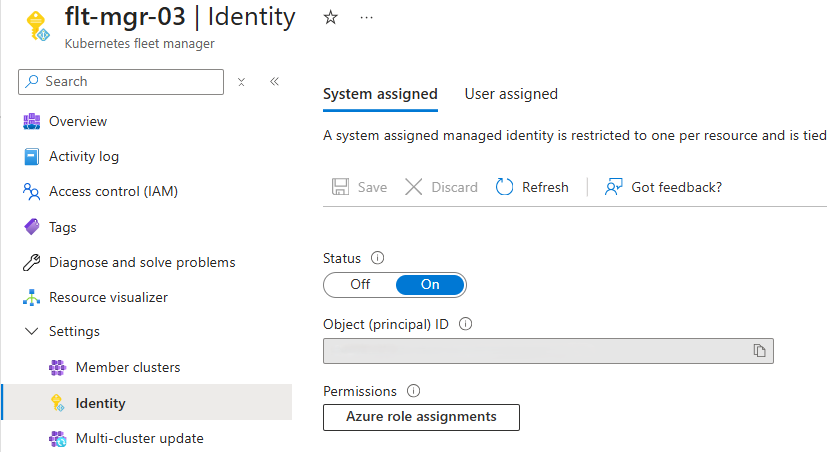 flt-mgr-03 | Identity
Kubernetes fleet manager
Search
Overview
Activity log
Access control (IAM)
Tags
Diagnose and solve problems
Resource visualizer
Settings
Member clusters
Identity
Multi-cluster update
System assigned
User assigned
A system assigned managed identity is restricted to one per resource and is tied
Save
Discard
Refresh
Got feedback?
Status
Off
On
Object (principal) ID
Permissions
Azure role assignments